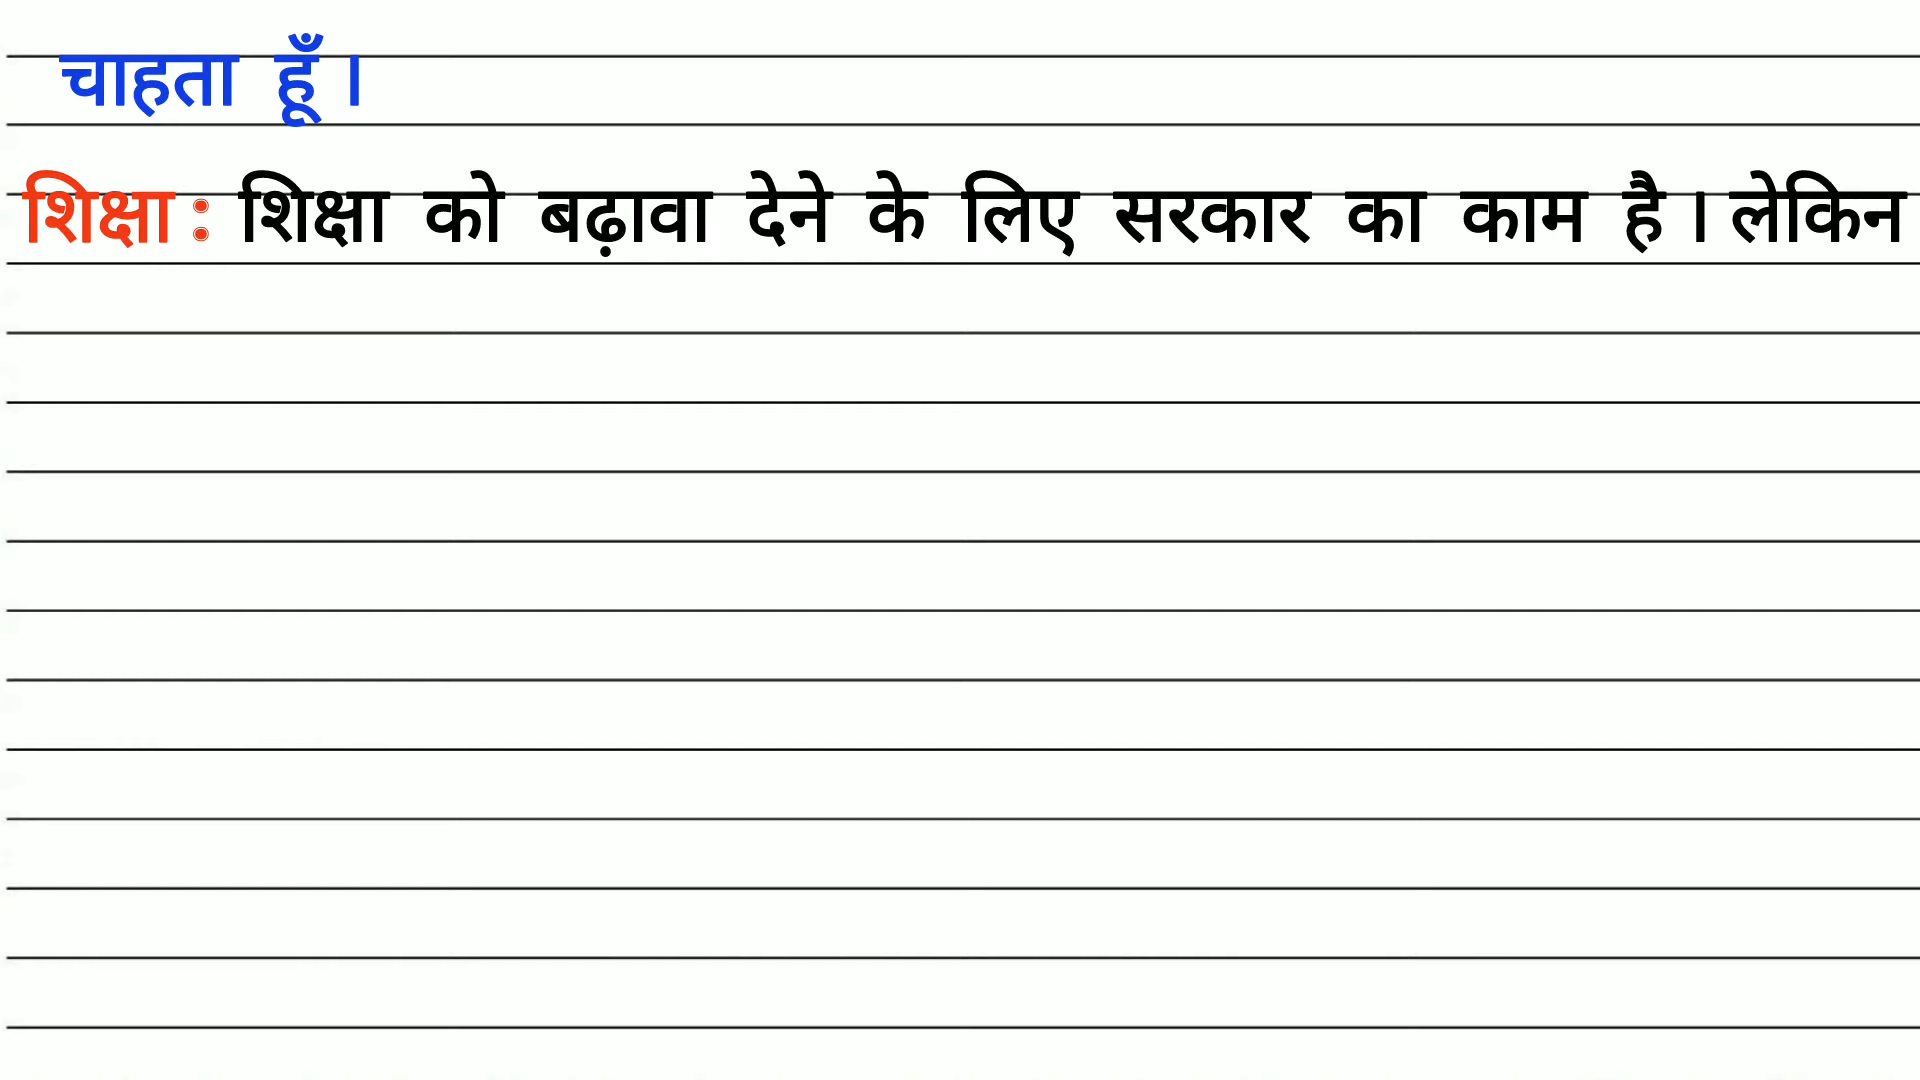 चाहता हूँ ।
शिक्षा : शिक्षा को बढ़ावा देने के लिए सरकार का काम है । लेकिन